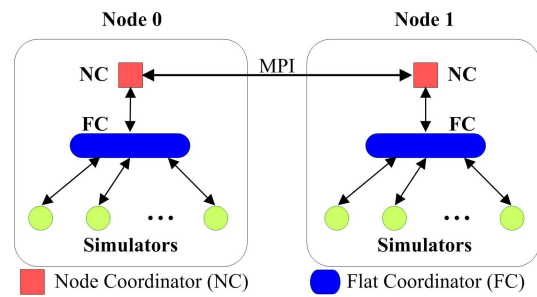 Node 0
Node 1
NC
MPI
NC
FC
FC
...
...
Simulators
Simulators
Node Coordinator (NC)
Flat Coordinator (FC)